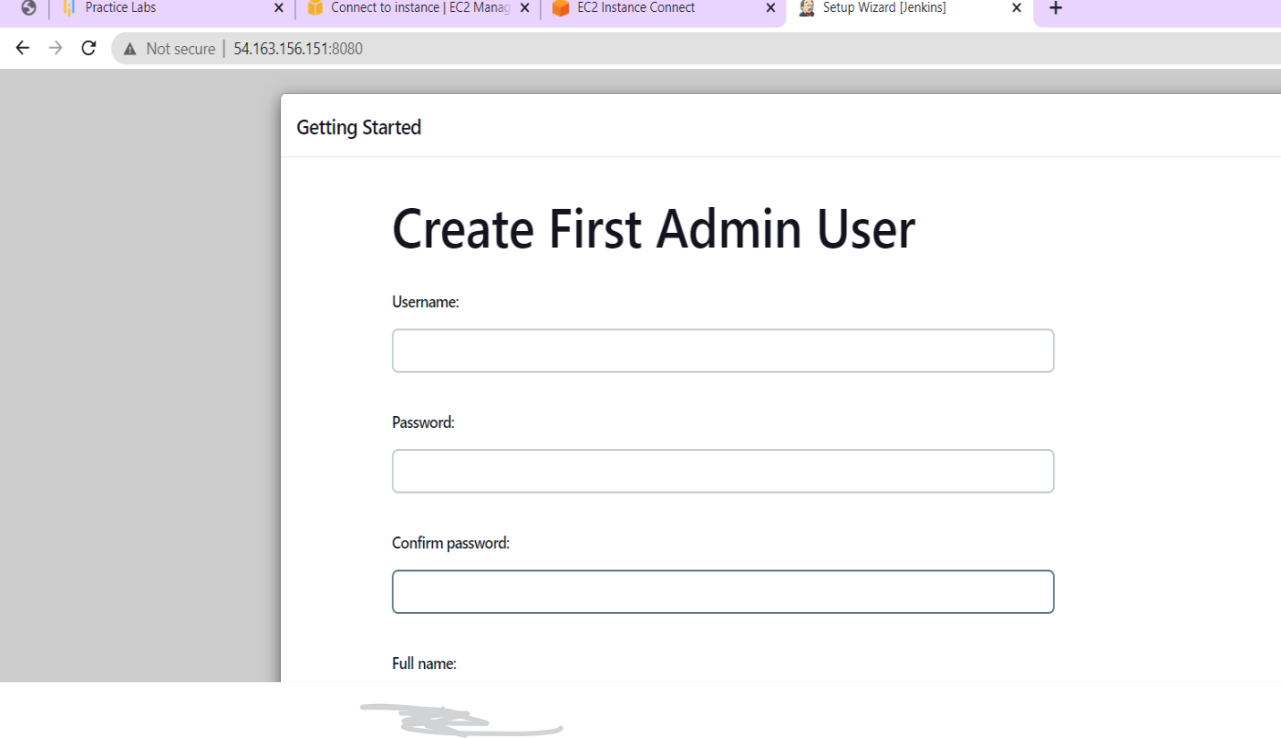 Practice Labs
Connect to instance | EC2 Manag
EC2 Instance Connect
Setup Wizard [Jenkins]
Not secure | 54.163.156.151:8080
Getting Started
Create First Admin User
Username:
Password:
Confirm password:
Full name: